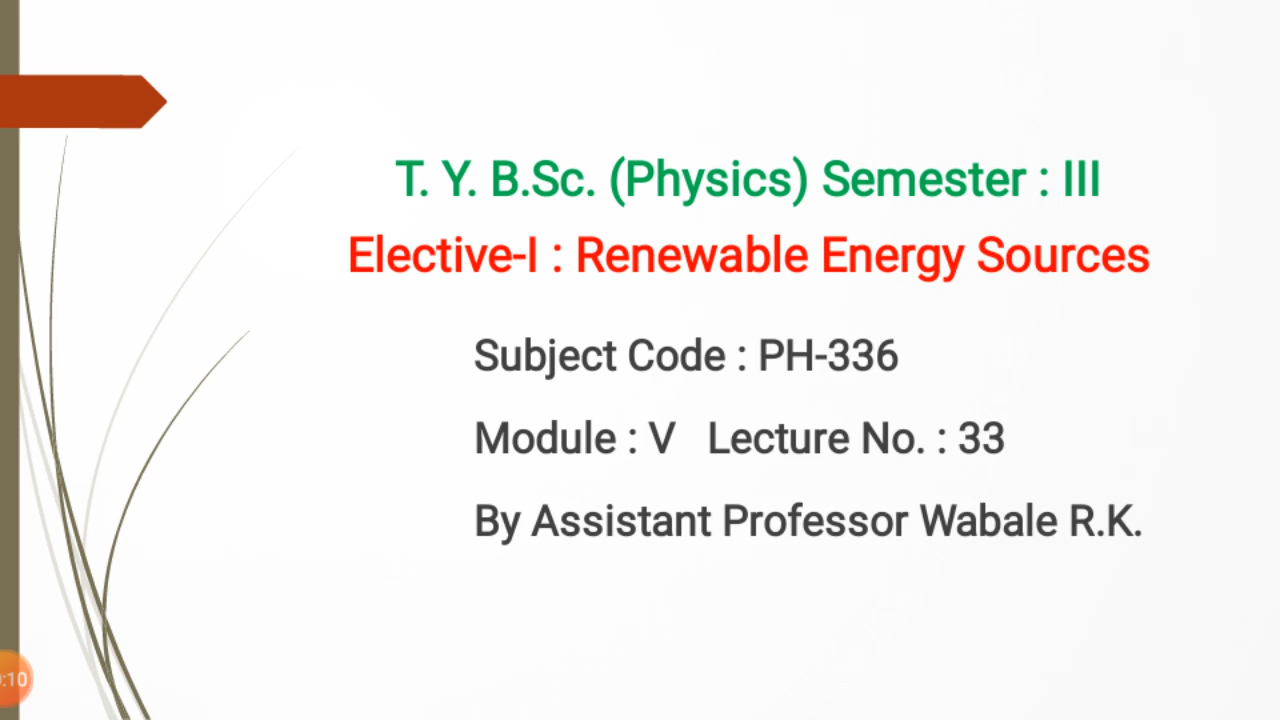 T. Y. B.Sc. (Physics) Semester : III
Elective-I : Renewable Energy Sources
Subject Code : PH-336
Module : V Lecture No. : 33
By Assistant Professor Wabale R.K.
:10